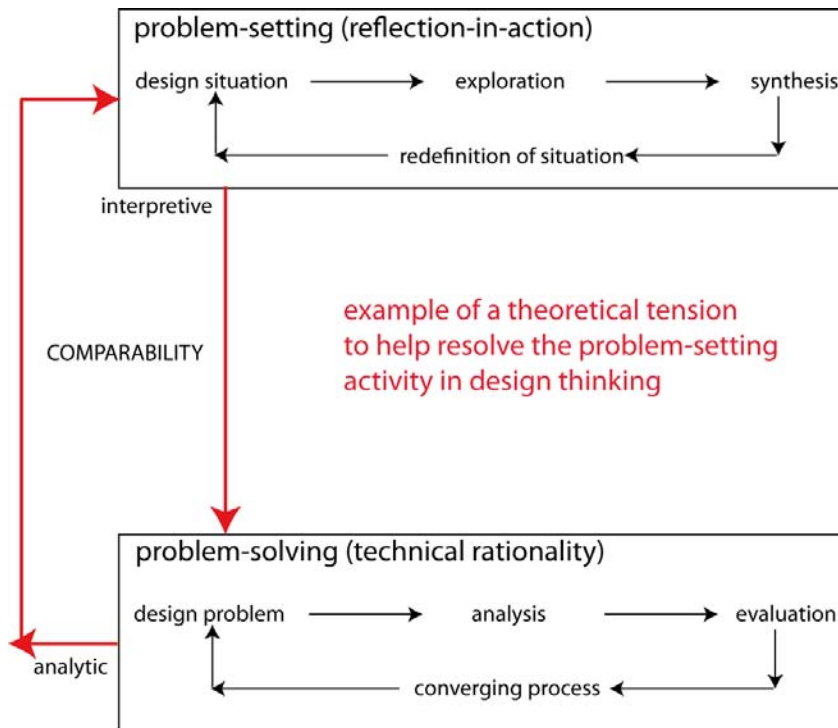 problem-setting (reflection-in-action)
design situation exploration synthesis
redefinition of situation
interpretive
example of a theoretical tension
to help resolve the problem-setting
activity in design thinking
COMPARABILITY
problem-solving (technical rationality)
design problem analysis evaluation
analytic
converging process